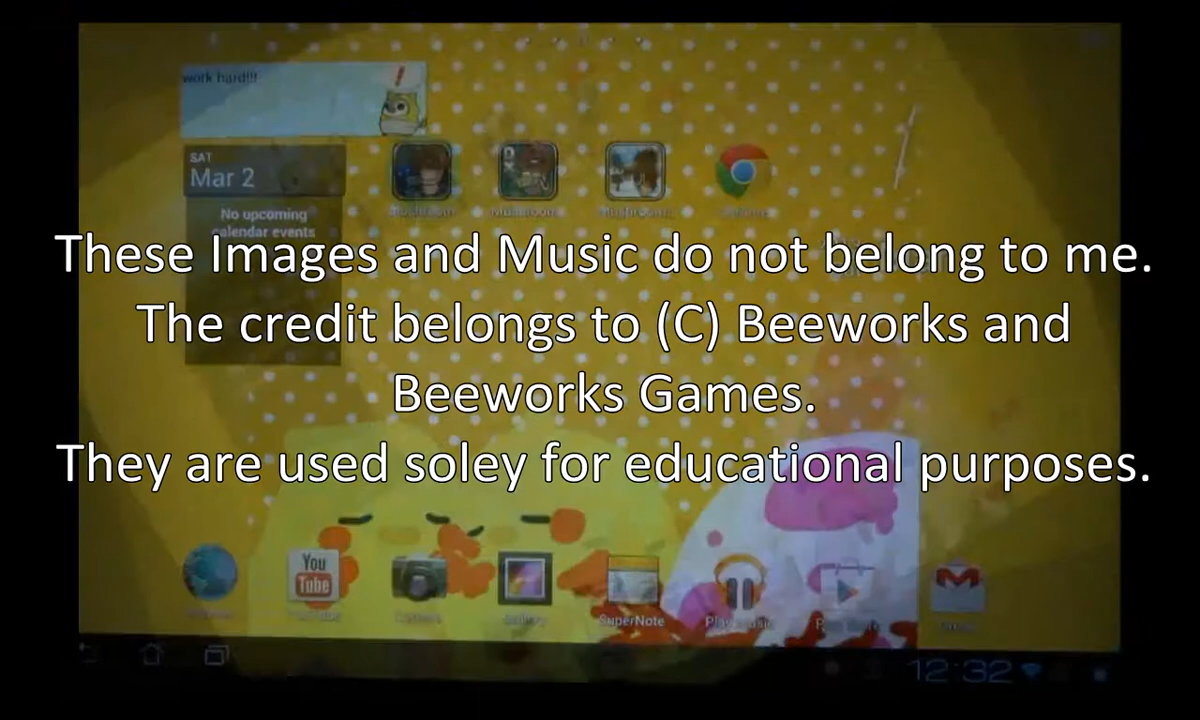 work hard!!!
SAT
Mar 2
No upcoming
calendar events
These Images and Music do not belong to me.
The credit belongs to (C) Beeworks and
Beeworks Games.
They are used soley for educational purposes.
You
Tube
SuperNote
12:32